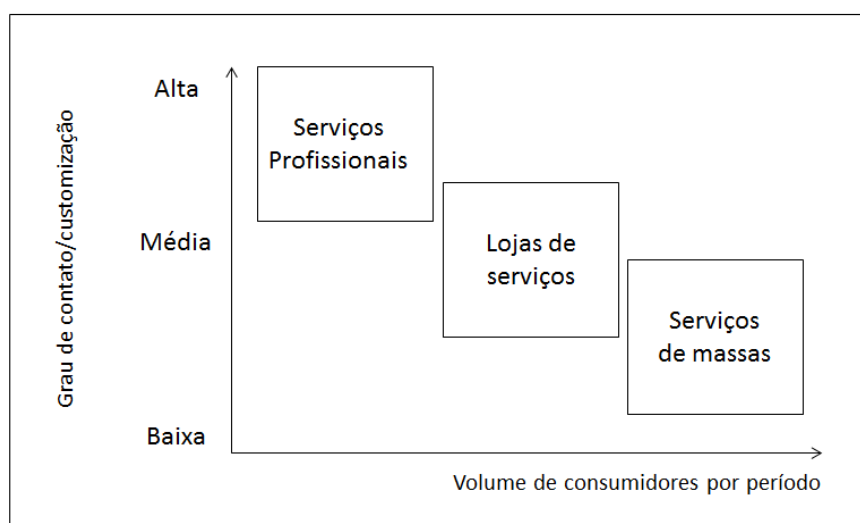 Grau de contato/customização
Alta
Média
Baixa
Serviços
Profissionais
Lojas de
serviços
Serviços
de massas
Volume de consumidores por período